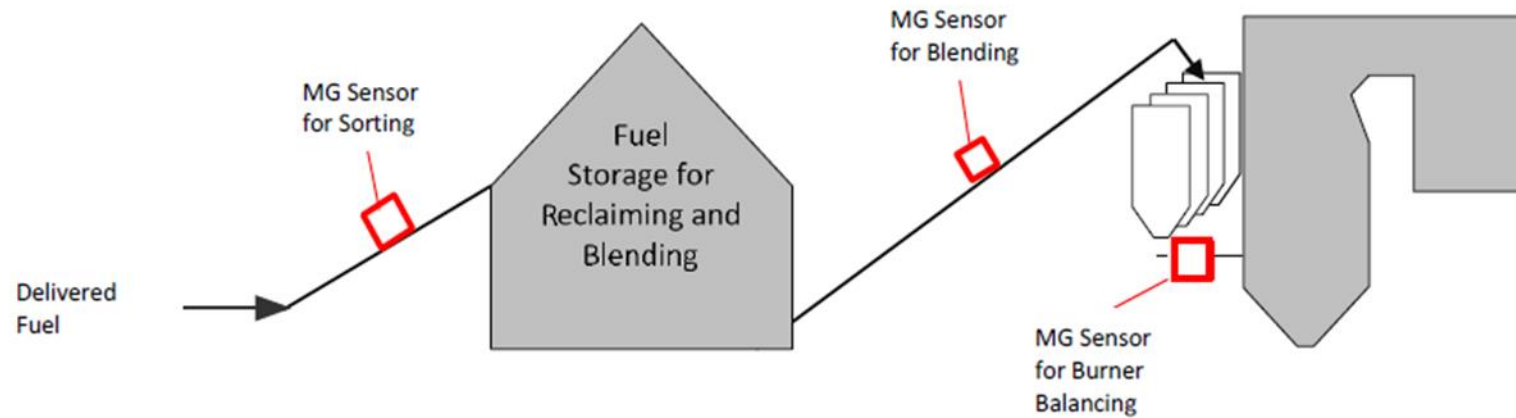 MG Sensor
for Sorting
Delivered
Fuel
Fuel
Storage for
Reclaiming and
Blending
MG Sensor
for Blending
MG Sensor
for Burner
Balancing